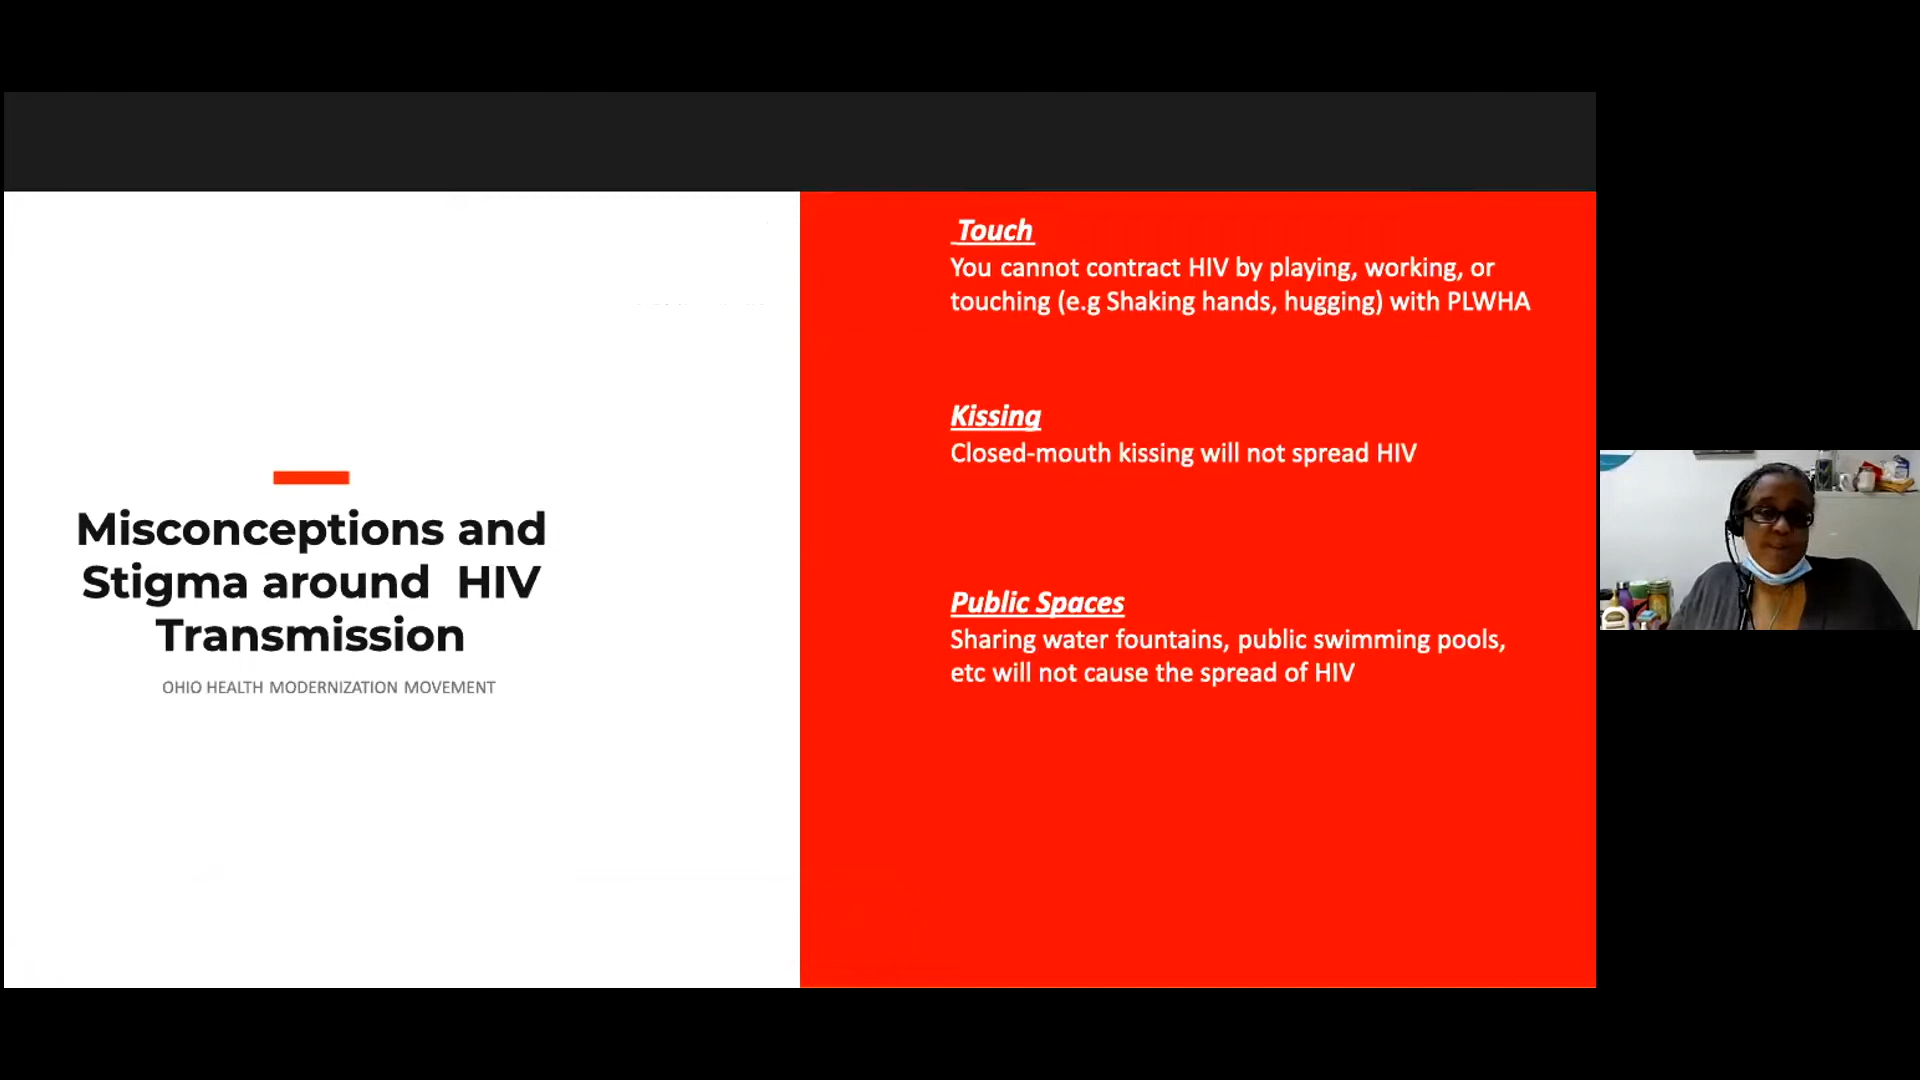 Misconceptions and
Stigma around HIV
Transmission
OHIO HEALTH MODERNIZATION MOVEMENT
Touch
You cannot contract HIV by playing, working, or
touching (e.g Shaking hands, hugging) with PLWHA
Kissing
Closed-mouth kissing will not spread HIV
Public Spaces
Sharing water fountains, public swimming pools,
etc will not cause the spread of HIV